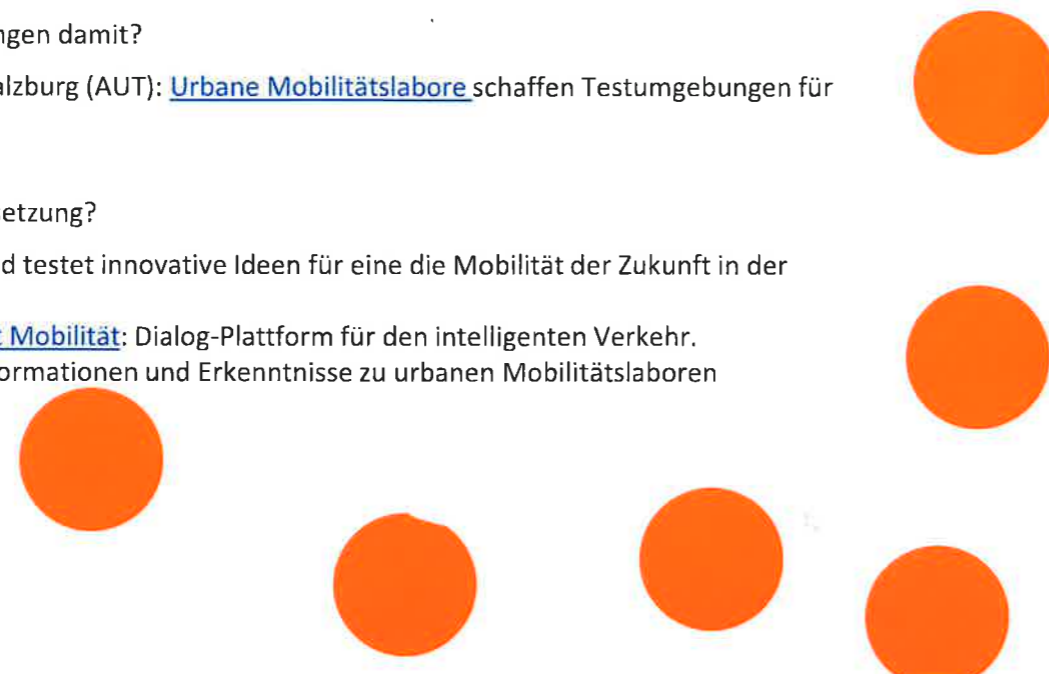 ngen damit?
alzburg (AUT): Urbane Mobilitätslabore schaffen Testumgebungen für
etzung?
d testet innovative Ideen für eine die Mobilität der Zukunft in der
t Mobilität: Dialog-Plattform für den intelligenten Verkehr.
ormationen und Erkenntnisse zu urbanen Mobilitätslaboren